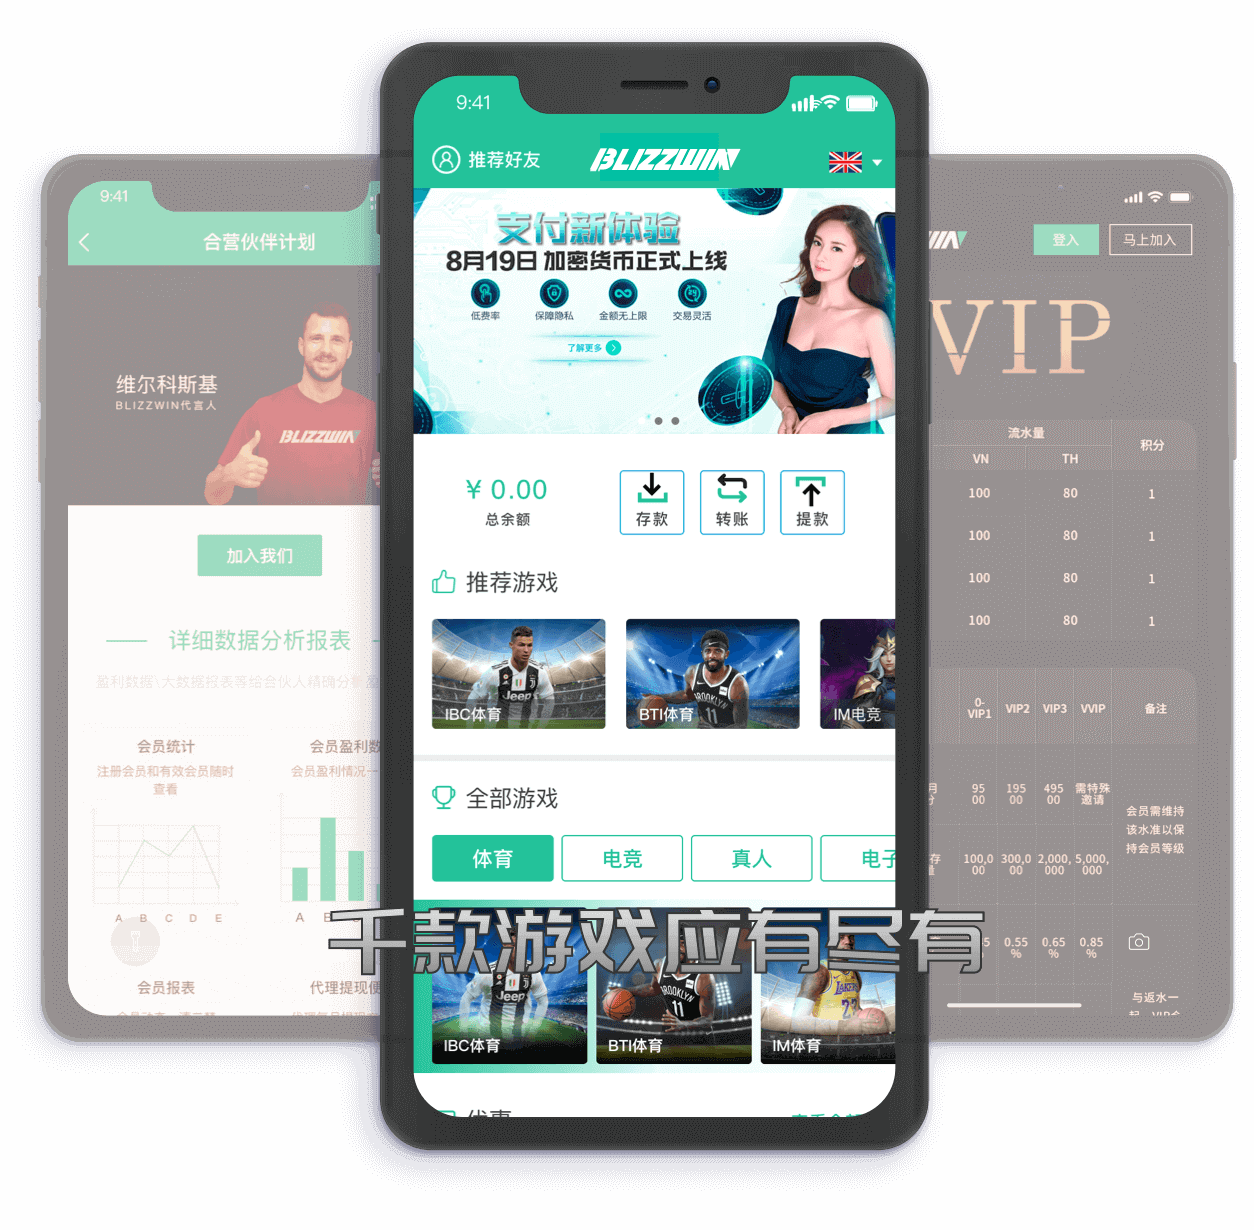 9:41
合营伙伴计划
维尔科斯基
BLIZZWIN代言人
BLIZZWIN
加入我们
详细数据分析报表
盈利数据\大数据报表等给合伙人精确分析
会员统计
注册会员和有效会员随时
查看
A B C D E
会员盈利数
会员盈利情况一
A B
会员报表
代理提现便
9:41
推荐好友
BLIZZWIN
支付新体验
8月19日 加密货币正式上线
低费率
保障隐私
金额无上限
交易灵活
了解更多
¥ 0.00
总余额
存款
转账
提款
推荐游戏
IBC体育
BTI体育
IM电竞
全部游戏
体育
电竞
真人
电子
千款游戏应有尽有
IBC体育
BTI体育
IM体育
优惠
登入
马上加入
VIP
流水量
积分
VN TH
100 80 1
100 80 1
100 80 1
100 80 1
0-
VIP1
VIP2
VIP3
VVIP
备注
月
95
00
195
00
495
00
需特殊
邀请
会员需维持
该水准以保
持会员等级
存
量
100,0
00
300,0
00
2,000,
000
5,000,
000
0.55
%
0.65
%
0.85
%
与返水一